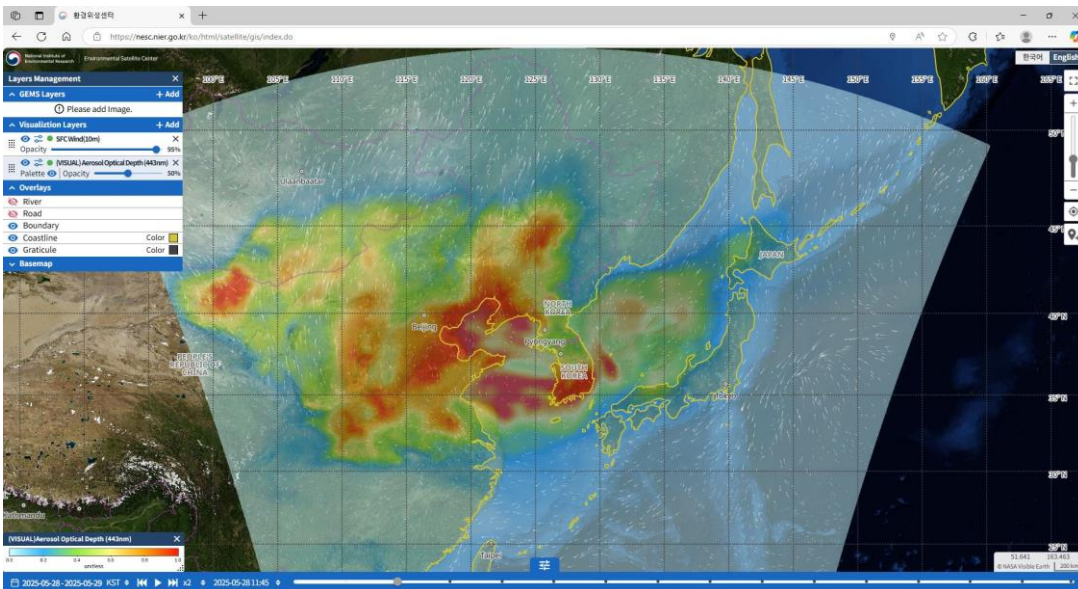 환경위성센터
https://nesc.nier.go.kr/ko/html/satellite/gis/index.do
National Institute of Environmental Research
Environmental Satellite Center
한국어 English
Layers Management
GEMS Layers + Add
Please add Image.
Visualiztion Layers + Add
SFC Wind(10m)
Opacity 95%
(VISUAL) Aerosol Optical Depth (443nm)
Palette | Opacity 50%
Overlays
River
Road
Boundary
Coastline Color
Graticule Color
Basemap
100°E 105°E 110°E 115°E 120°E 125°E 130°E 135°E 140°E 145°E 150°E 155°E 160°E 165°E
50°N
45°N
40°N
35°N
30°N
25°N
Ulaanbaatar
JAPAN
NORTH KOREA
Beijing
Pyongyang
PEOPLE'S REPUBLIC OF CHINA
SOUTH KOREA
Tokyo
Kathmandu
Taipei
(VISUAL)Aerosol Optical Depth (443nm)
0.0 0.2 0.4 0.6 0.8 1.0
unitless
51.641 163.463
© NASA Visible Earth 200 km
2025-05-28 - 2025-05-29 KST x2 2025-05-28 11:45